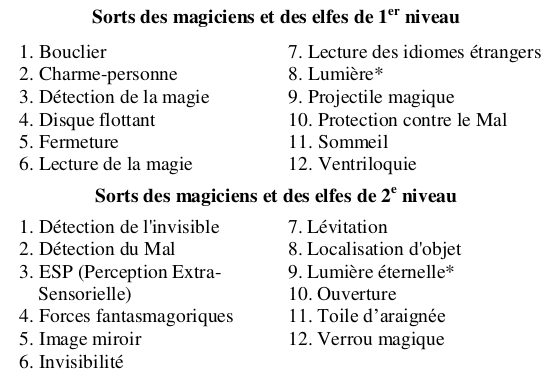 Sorts des magiciens et des elfes de 1er niveau
1. Bouclier
2. Charme-personne
3. Détection de la magie
4. Disque flottant
5. Fermeture
6. Lecture de la magie
7. Lecture des idiomes étrangers
8. Lumière*
9. Projectile magique
10. Protection contre le Mal
11. Sommeil
12. Ventriloquie
Sorts des magiciens et des elfes de 2e niveau
1. Détection de l'invisible
2. Détection du Mal
3. ESP (Perception Extra-
Sensorielle)
4. Forces fantasmagoriques
5. Image miroir
6. Invisibilité
7. Lévitation
8. Localisation d'objet
9. Lumière éternelle*
10. Ouverture
11. Toile d’araignée
12. Verrou magique